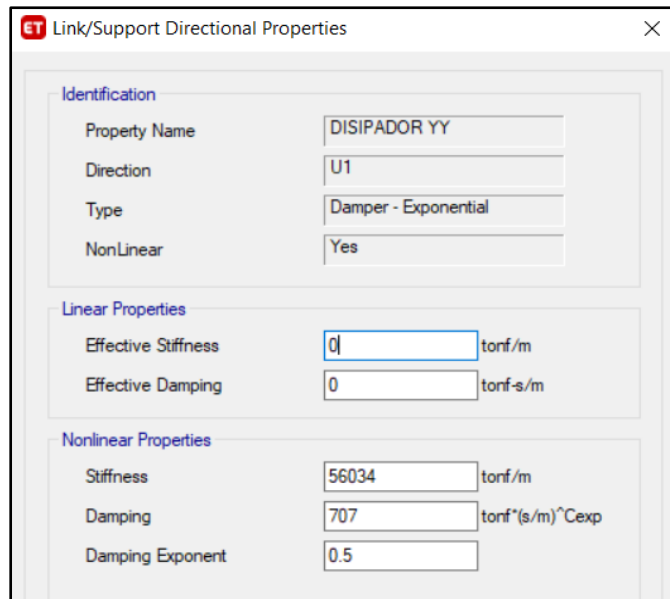 ET Link/Support Directional Properties
Identification
Property Name DISIPADOR YY
Direction U1
Type Damper - Exponential
NonLinear Yes
Linear Properties
Effective Stiffness 0 tonf/m
Effective Damping 0 tonf-s/m
Nonlinear Properties
Stiffness 56034 tonf/m
Damping 707 tonf*(s/m)^Cexp
Damping Exponent 0.5